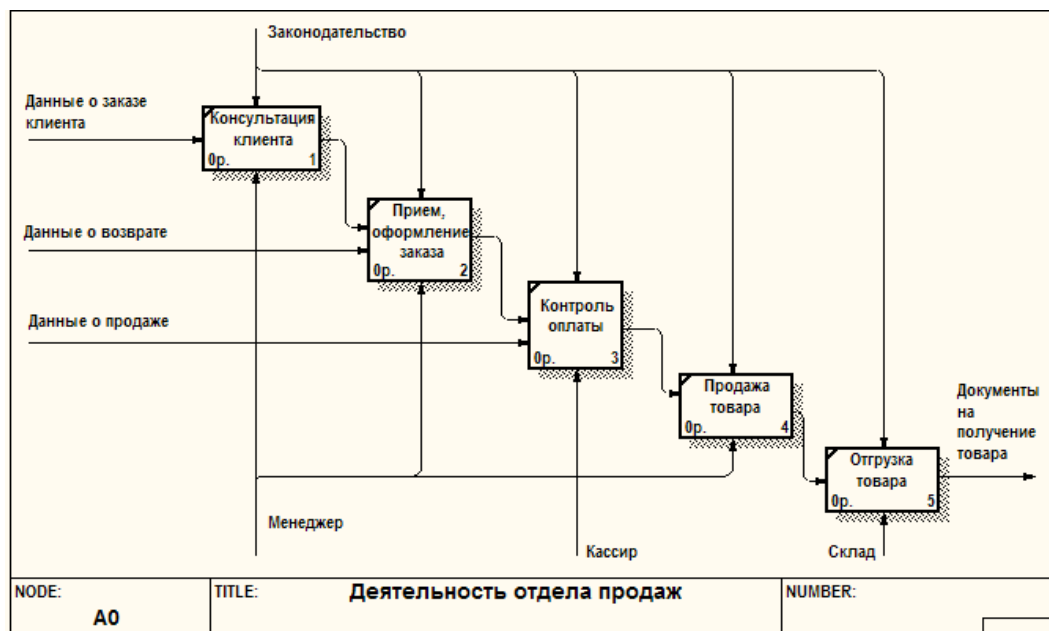 Законодательство
Данные о заказе
клиента
Консультация
клиента
0р. 1
Данные о возврате
Прием,
оформление
заказа
0р. 2
Данные о продаже
Контроль
оплаты
0р. 3
Продажа
товара
0р. 4
Документы
на
получение
товара
Отгрузка
товара
0р. 5
Менеджер
Кассир
Склад
NODE:
A0
TITLE:
Деятельность отдела продаж
NUMBER: